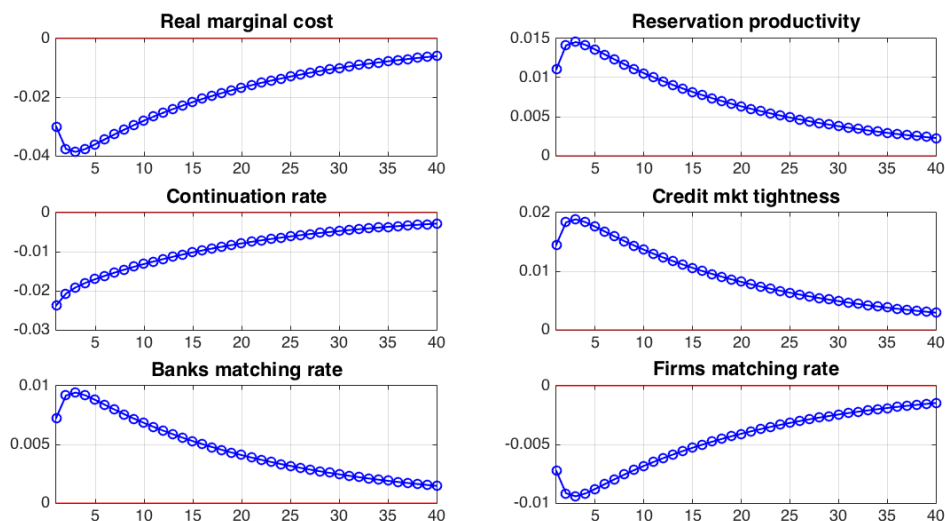 Real marginal cost
0
-0.02
-0.04
5 10 15 20 25 30 35 40
Reservation productivity
0.015
0.01
0.005
0
5 10 15 20 25 30 35 40
Continuation rate
0
-0.01
-0.02
-0.03
5 10 15 20 25 30 35 40
Credit mkt tightness
0.02
0.01
0
5 10 15 20 25 30 35 40
Banks matching rate
0.01
0.005
0
5 10 15 20 25 30 35 40
Firms matching rate
0
-0.005
-0.01
5 10 15 20 25 30 35 40